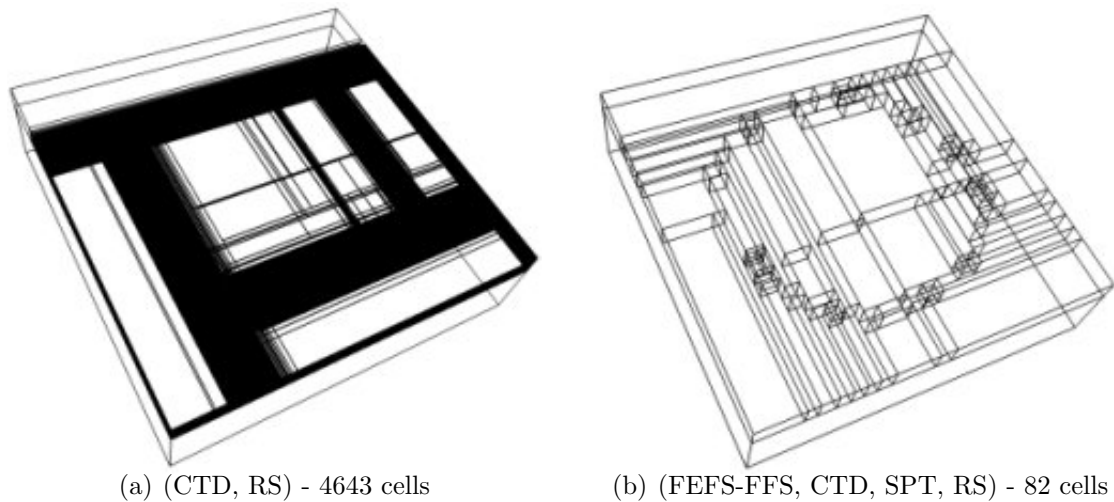 (a) (CTD, RS) - 4643 cells
(b) (FEFS-FFS, CTD, SPT, RS) - 82 cells